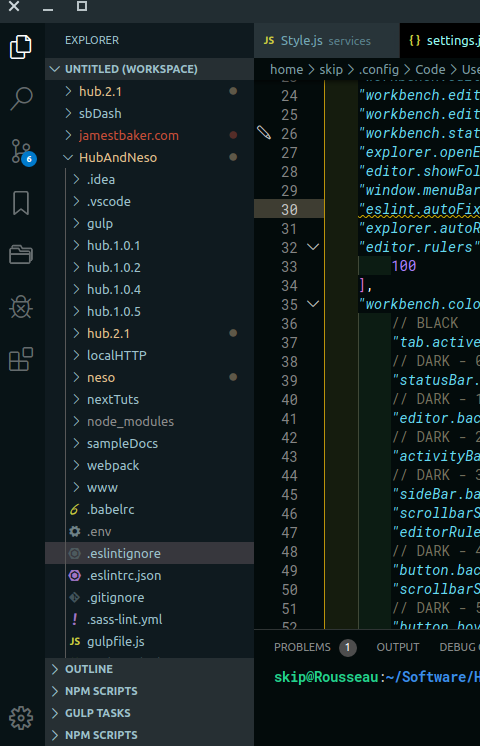 EXPLORER
UNTITLED (WORKSPACE)
hub.2.1
sbDash
jamestbaker.com
HubAndNeso
.idea
.vscode
gulp
hub.1.0.1
hub.1.0.2
hub.1.0.4
hub.1.0.5
hub.2.1
localHTTP
neso
nextTuts
node_modules
sampleDocs
webpack
www
.babelrc
.env
.eslintignore
.eslintrc.json
.gitignore
.sass-lint.yml
gulpfile.js
OUTLINE
NPM SCRIPTS
GULP TASKS
NPM SCRIPTS
6
Style.js services
{} settings.j
home > skip > .config > Code > Use
24 "workbench.edit
25 "workbench.edit
26 "workbench.stat
27 "explorer.openE
28 "editor.showFol
29 "window.menuBar
30 "eslint.autoFix
31 "explorer.autoR
32 "editor.rulers"
33 100
34 ],
35 "workbench.colo
36 // BLACK
37 "tab.active
38 // DARK - 0
39 "statusBar.
40 // DARK - 1
41 "editor.bac
42 // DARK - 2
43 "activityBa
44 // DARK - 3
45 "sideBar.ba
46 "scrollbarS
47 "editorRule
48 // DARK - 4
49 "button.bac
50 "scrollbarS
51 // DARK - 5
52 "button.hov
PROBLEMS 1 OUTPUT DEBUG C
skip@Rousseau:~/Software/H